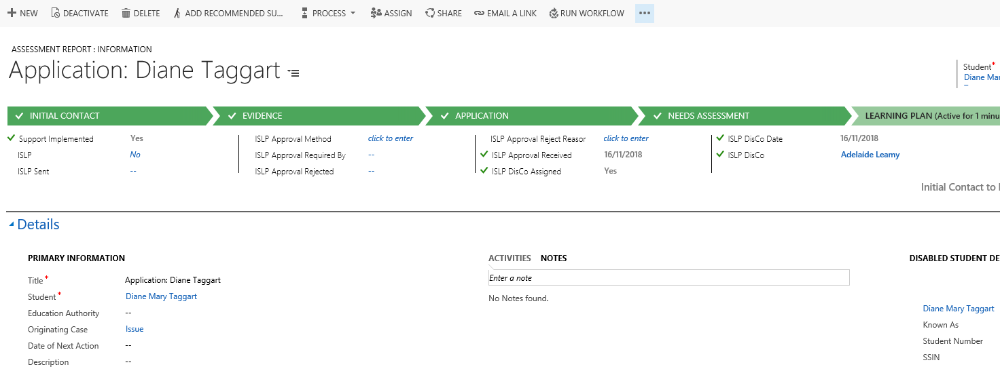 NEW DEACTIVATE DELETE ADD RECOMMENDED SU... PROCESS ASSIGN SHARE EMAIL A LINK RUN WORKFLOW ...
ASSESSMENT REPORT : INFORMATION
Application: Diane Taggart
Student*
Diane Mar
INITIAL CONTACT EVIDENCE APPLICATION NEEDS ASSESSMENT LEARNING PLAN (Active for 1 minu
Support Implemented Yes ISLP Approval Method click to enter ISLP Approval Reject Reason click to enter ISLP DisCo Date 16/11/2018
ISLP No ISLP Approval Required By -- ISLP Approval Received 16/11/2018 ISLP DisCo Adelaide Leamy
ISLP Sent -- ISLP Approval Rejected -- ISLP DisCo Assigned Yes
Initial Contact to
Details
PRIMARY INFORMATION ACTIVITIES NOTES DISABLED STUDENT DE
Title* Application: Diane Taggart Enter a note
Student* Diane Mary Taggart No Notes found.
Education Authority -- Diane Mary Taggart
Originating Case Issue Known As
Date of Next Action -- Student Number
Description -- SSIN